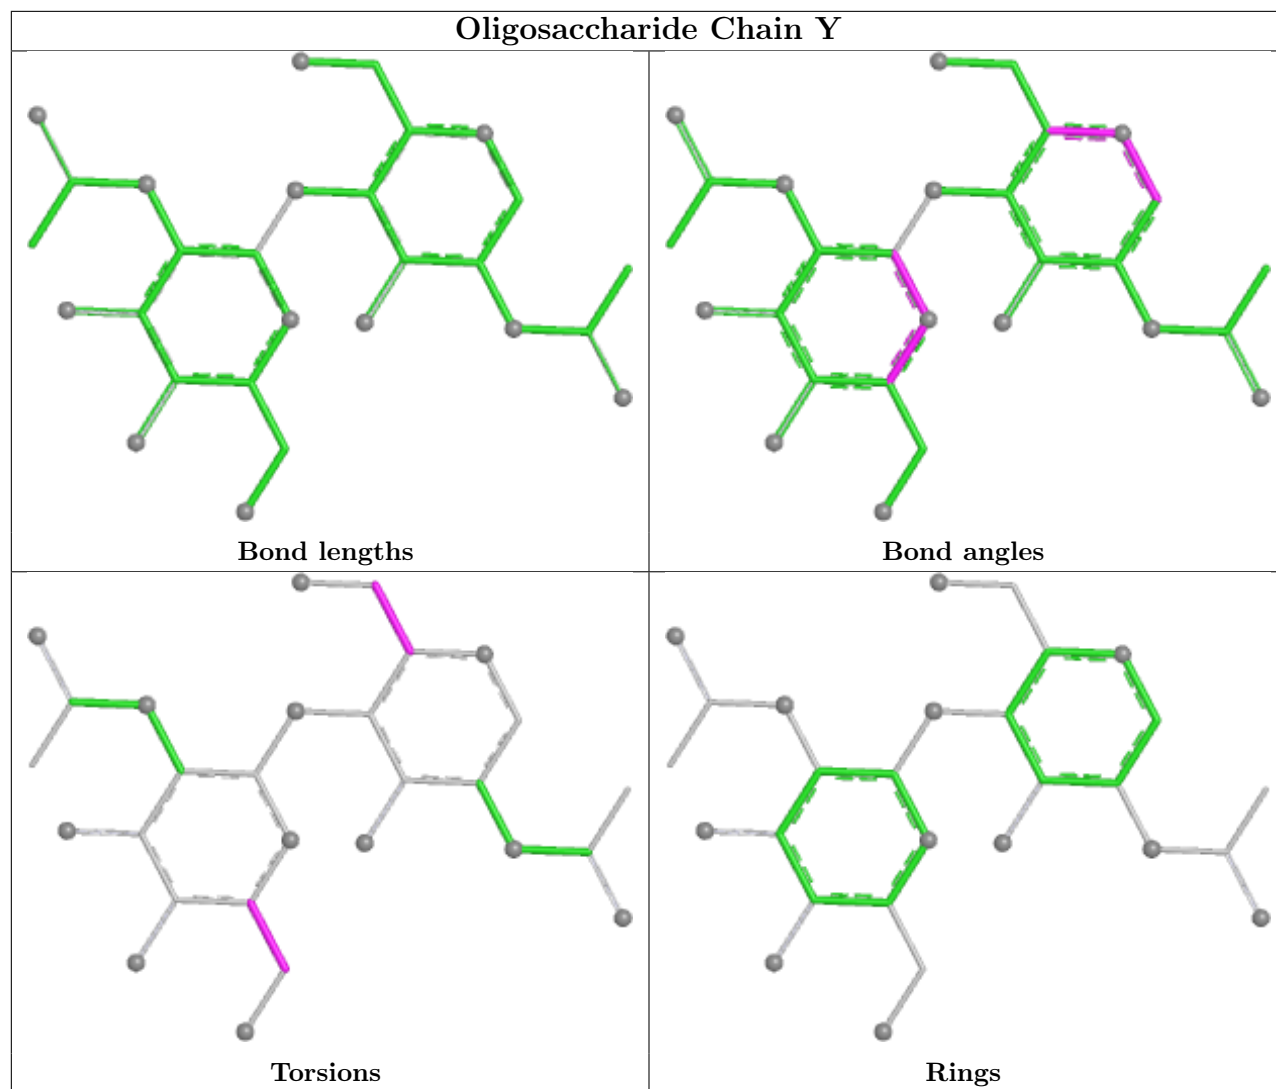 Oligosaccharide Chain Y
Bond lengths
Bond angles
Torsions
Rings